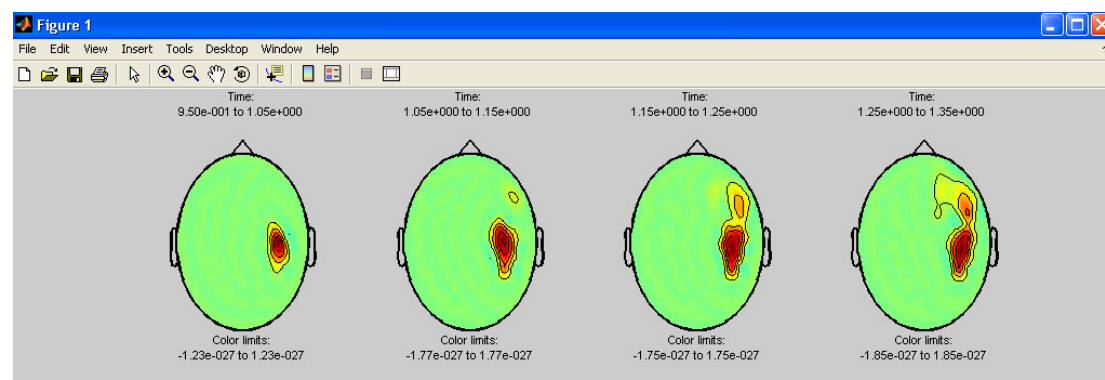 Figure 1
File Edit View Insert Tools Desktop Window Help
Time:
9.50e-001 to 1.05e+000
Time:
1.05e+000 to 1.15e+000
Time:
1.15e+000 to 1.25e+000
Time:
1.25e+000 to 1.35e+000
Color limits:
-1.23e-027 to 1.23e-027
Color limits:
-1.77e-027 to 1.77e-027
Color limits:
-1.75e-027 to 1.75e-027
Color limits:
-1.85e-027 to 1.85e-027